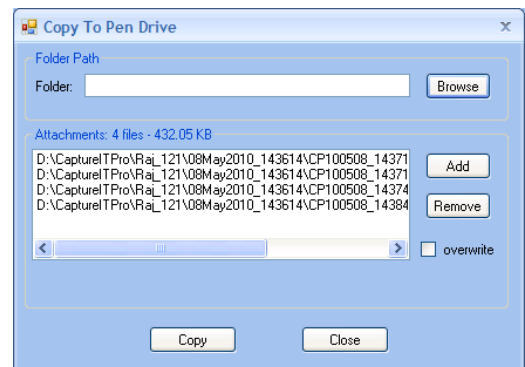 Copy To Pen Drive
Folder Path
Folder:
Browse
Attachments: 4 files - 432.05 KB
D:\CaptureITPro\Raj_121\08May2010_143614\CP100508_14371
D:\CaptureITPro\Raj_121\08May2010_143614\CP100508_14371
D:\CaptureITPro\Raj_121\08May2010_143614\CP100508_14374
D:\CaptureITPro\Raj_121\08May2010_143614\CP100508_14384
Add
Remove
overwrite
Copy Close